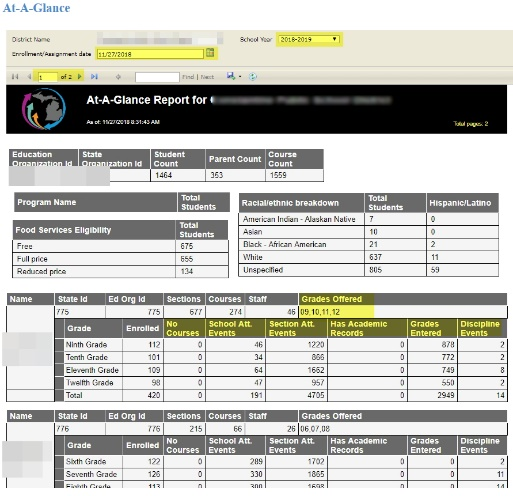 At-A-Glance
District Name School Year 2018-2019
Enrollment/Assignment date 11/27/2018
1 of 2 Find | Next
At-A-Glance Report for
As of: 11/27/2018 8:31:43 AM Total pages: 2
Education Organization Id State Organization Id Student Count Parent Count Course Count
1464 353 1559
Program Name Total Students
Food Services Eligibility Total Students
Free 675
Full price 655
Reduced price 134
Racial/ethnic breakdown Total Students Hispanic/Latino
American Indian - Alaskan Native 7 0
Asian 10 0
Black - African American 21 2
White 637 11
Unspecified 805 59
Name State Id Ed Org Id Sections Courses Staff Grades Offered
775 775 677 274 46 09,10,11,12
Grade Enrolled No Courses School Att. Events Section Att. Events Has Academic Records Grades Entered Discipline Events
Ninth Grade 112 0 46 1220 0 878 2
Tenth Grade 101 0 34 866 0 772 2
Eleventh Grade 109 0 64 1662 0 749 8
Twelfth Grade 98 0 47 957 0 550 2
Total 420 0 191 4705 0 2949 14
Name State Id Ed Org Id Sections Courses Staff Grades Offered
776 776 215 66 26 06,07,08
Grade Enrolled No Courses School Att. Events Section Att. Events Has Academic Records Grades Entered Discipline Events
Sixth Grade 122 0 289 1702 0 0 2
Seventh Grade 126 0 330 1865 0 0 11
Eighth Grade 113 0 300 1698 0 0 14